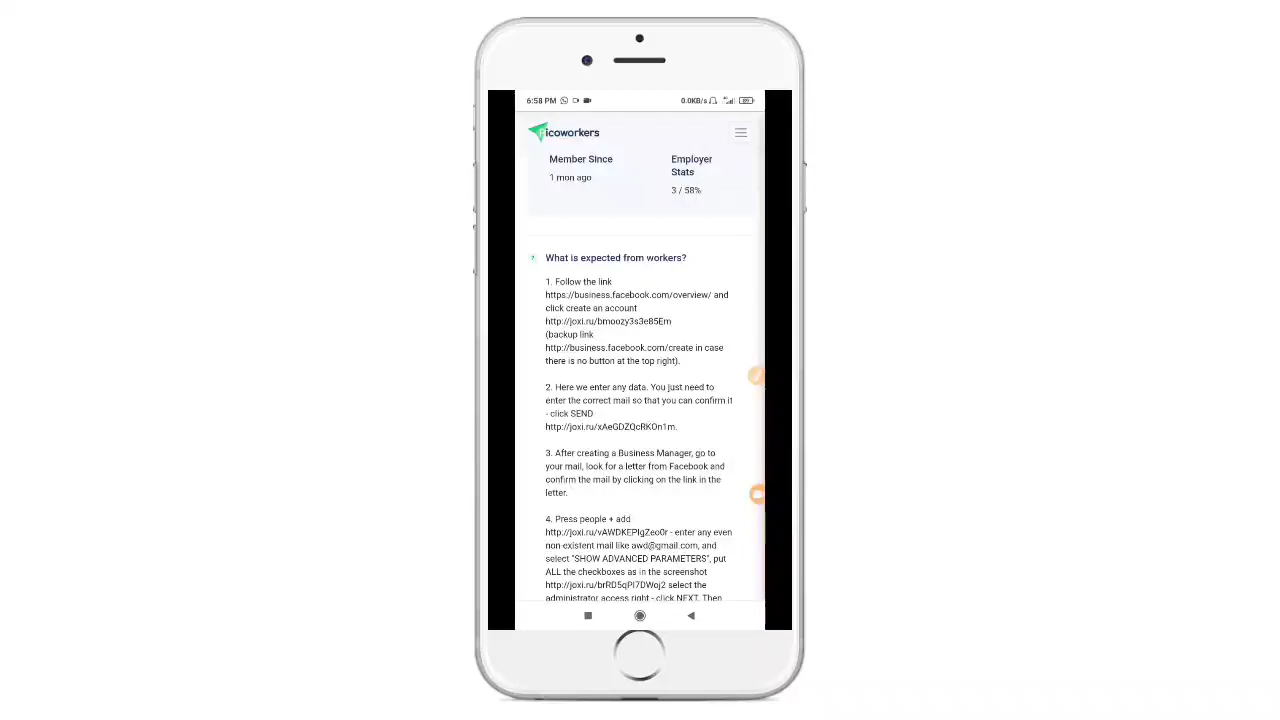 6:58 PM 0.0KB/s 89
Picoworkers
Member Since
Employer
Stats
1 mon ago
3 / 58%
? What is expected from workers?
1. Follow the link
https://business.facebook.com/overview/ and
click create an account
http://joxi.ru/bmoozy3s3e85Em
(backup link
http://business.facebook.com/create in case
there is no button at the top right).
2. Here we enter any data. You just need to
enter the correct mail so that you can confirm it
- click SEND
http://joxi.ru/xAeGDZQcRKOn1m.
3. After creating a Business Manager, go to
your mail, look for a letter from Facebook and
confirm the mail by clicking on the link in the
letter.
4. Press people + add
http://joxi.ru/vAWDKEPIgZeo0r - enter any even
non-existent mail like awd@gmail.com, and
select "SHOW ADVANCED PARAMETERS", put
ALL the checkboxes as in the screenshot
http://joxi.ru/brRD5qPI7DWoj2 select the
administrator access right - click NEXT. Then